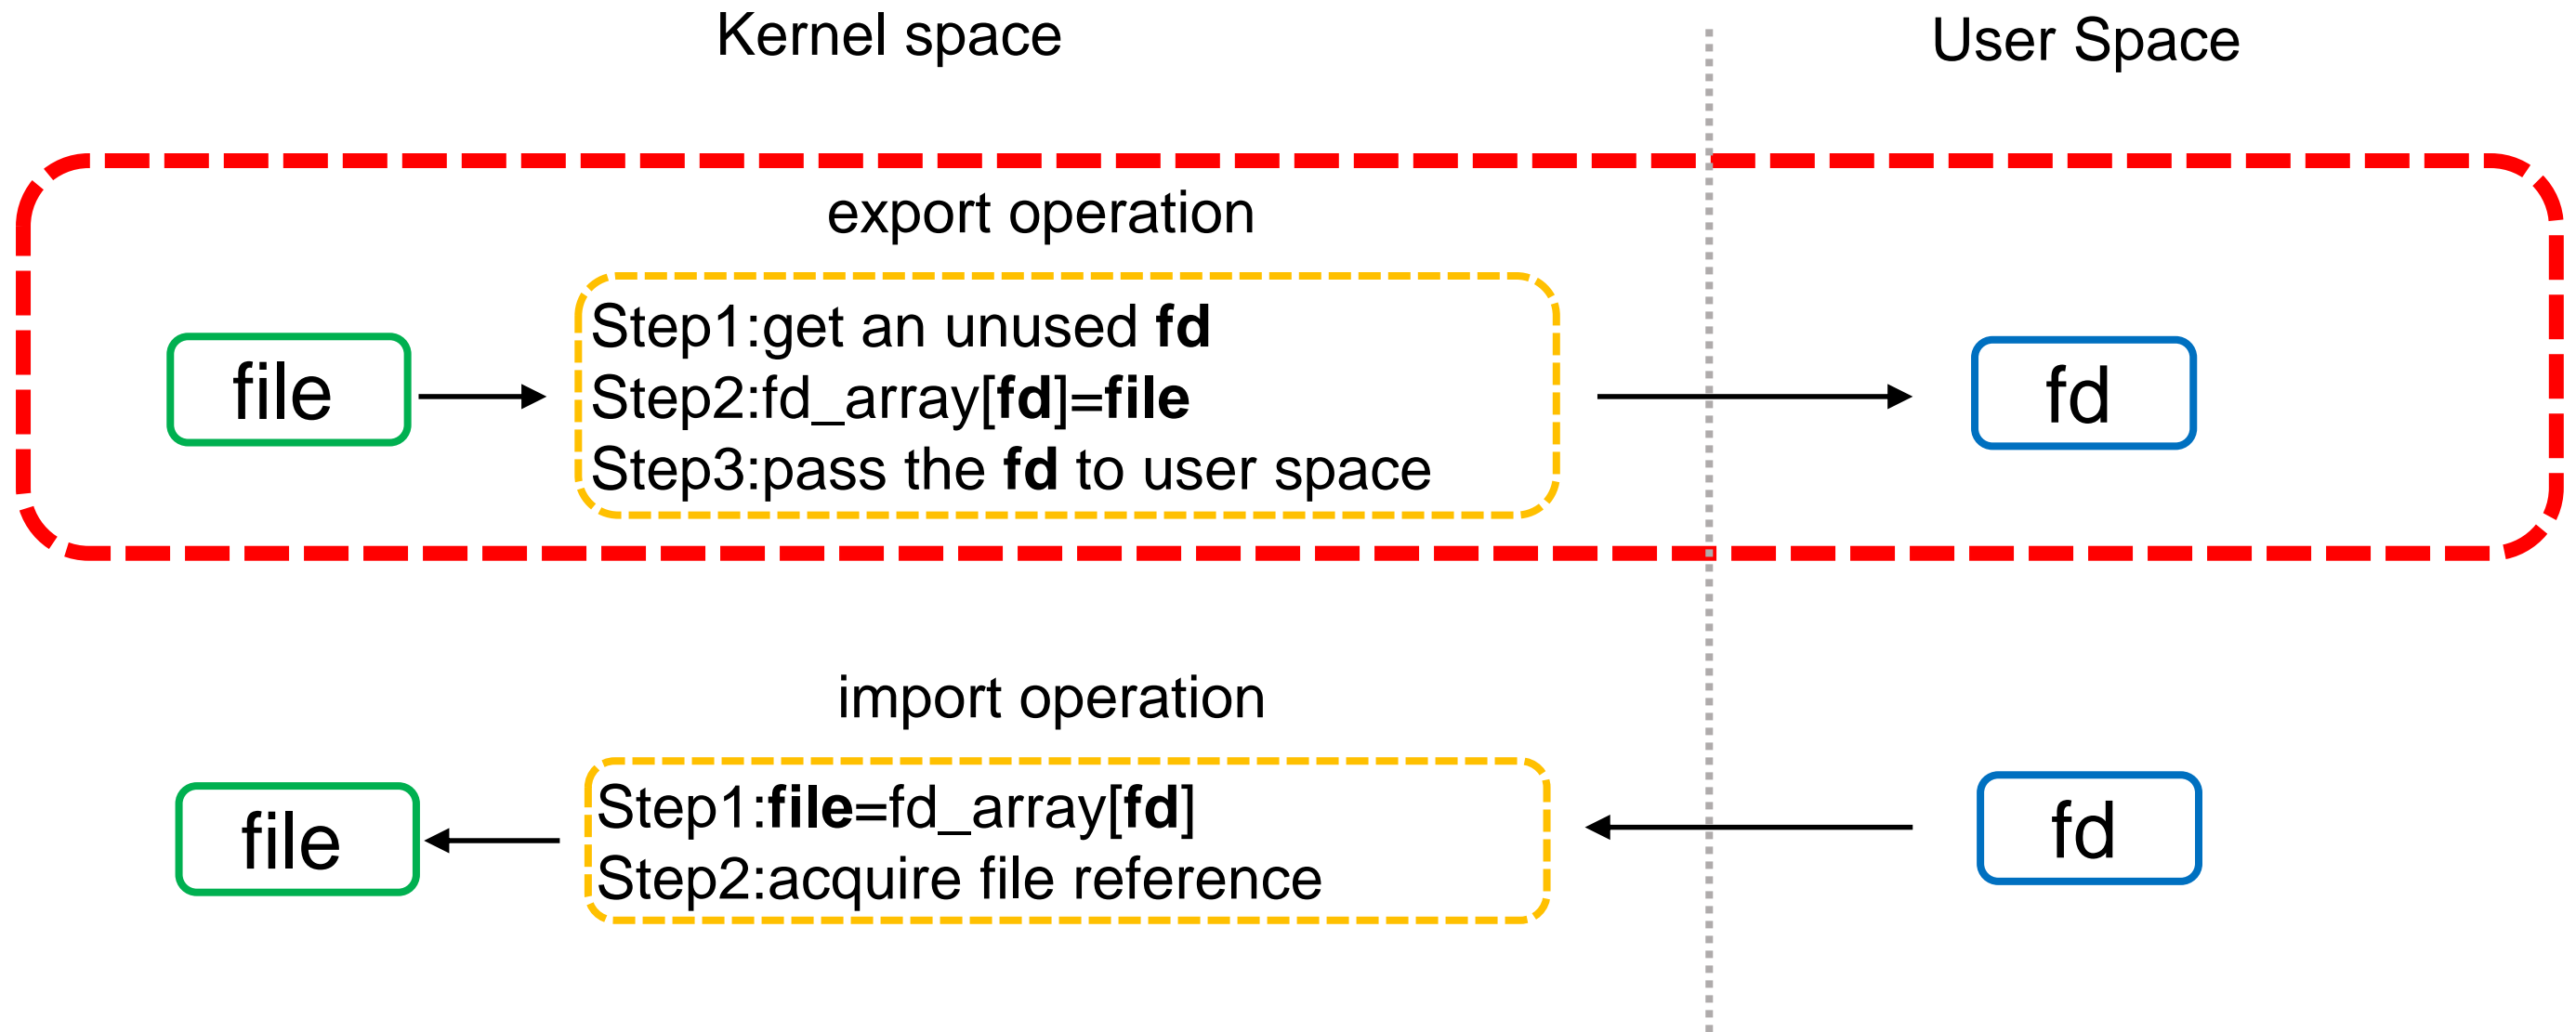 Kernel space
User Space
export operation
file
Step1:get an unused fd
Step2:fd_array[fd]=file
Step3:pass the fd to user space
fd
import operation
file
Step1:file=fd_array[fd]
Step2:acquire file reference
fd